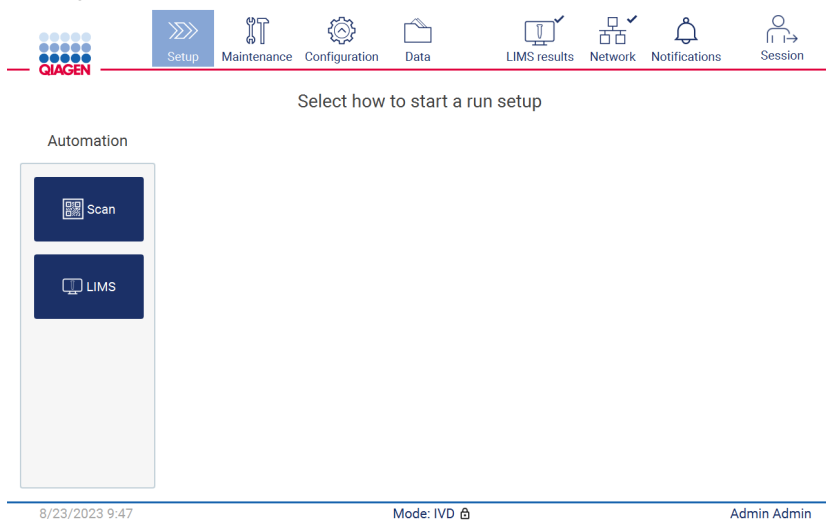 Setup
Maintenance
Configuration
Data
LIMS results
Network
Notifications
Session
QIAGEN
Select how to start a run setup
Automation
Scan
LIMS
8/23/2023 9:47
Mode: IVD
Admin Admin